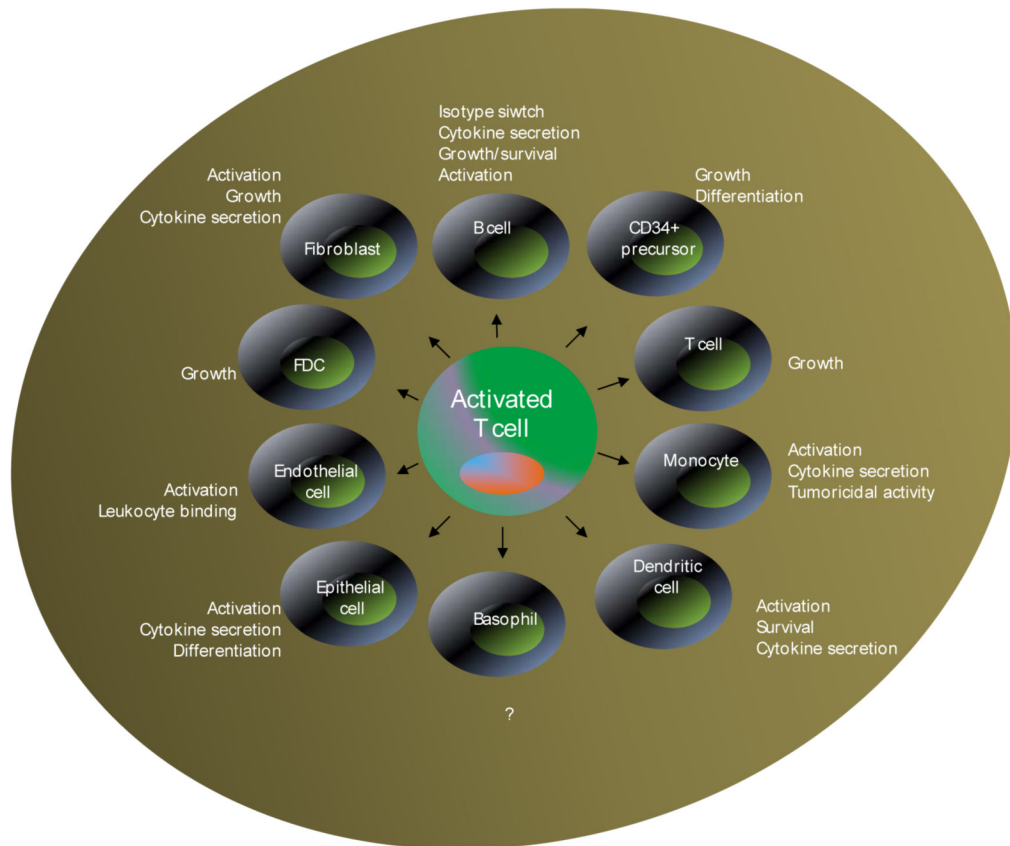 Isotype siwtch
Cytokine secretion
Growth/survival
Activation
Activation
Growth
Cytokine secretion
Growth
Differentiation
Fibroblast
B cell
CD34+
precursor
FDC
Growth
T cell
Growth
Activated
T cell
Endothelial
cell
Activation
Leukocyte binding
Monocyte
Activation
Cytokine secretion
Tumoricidal activity
Epithelial
cell
Activation
Cytokine secretion
Differentiation
Basophil
?
Dendritic
cell
Activation
Survival
Cytokine secretion